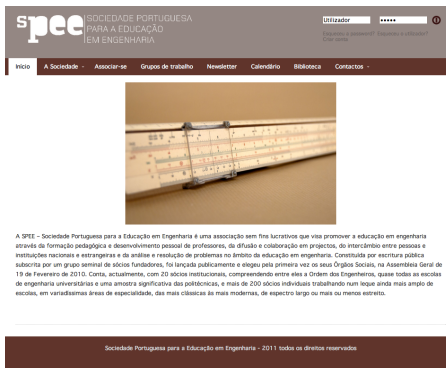 spee
SOCIEDADE PORTUGUESA
PARA A EDUCAÇÃO
EM ENGENHARIA
Utilizador
Esqueceu a password? Esqueceu o utilizador?
Criar conta
Início A Sociedade Associar-se Grupos de trabalho Newsletter Calendário Biblioteca Contactos
A SPEE – Sociedade Portuguesa para a Educação em Engenharia é uma associação sem fins lucrativos que visa promover a educação em engenharia
através da formação pedagógica e desenvolvimento pessoal de professores, da difusão e colaboração em projectos, do intercâmbio entre pessoas e
instituições nacionais e estrangeiras e da análise e resolução de problemas no âmbito da educação em engenharia. Constituída por escritura pública
subscrita por um grupo seminal de sócios fundadores, foi lançada publicamente e elegeu pela primeira vez os seus Órgãos Sociais, na Assembleia Geral de
19 de Fevereiro de 2010. Conta, actualmente, com 20 sócios institucionais, compreendendo entre eles a Ordem dos Engenheiros, quase todas as escolas
de engenharia universitárias e uma amostra significativa das politécnicas, e mais de 200 sócios individuais trabalhando num leque ainda mais amplo de
escolas, em variadíssimas áreas de especialidade, das mais clássicas às mais modernas, de espectro largo ou mais ou menos estreito.
Sociedade Portuguesa para a Educação em Engenharia - 2011 todos os direitos reservados